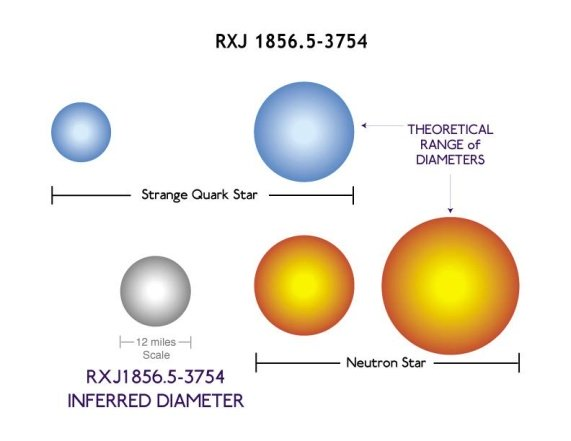 RXJ 1856.5-3754
THEORETICAL
RANGE of
DIAMETERS
Strange Quark Star
12 miles
Scale
Neutron Star
RXJ1856.5-3754
INFERRED DIAMETER